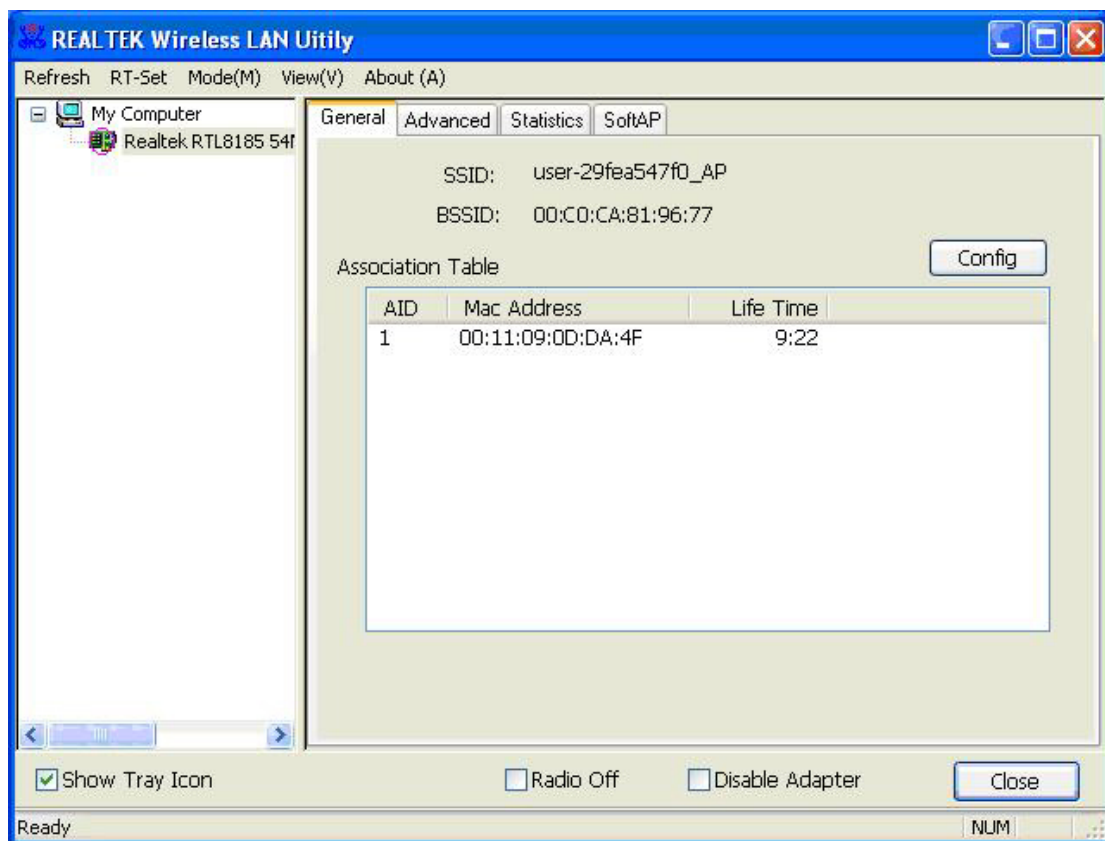 REALTEK Wireless LAN Uitily
Refresh RT-Set Mode(M) View(V) About (A)
My Computer
Realtek RTL8185 54
General Advanced Statistics SoftAP
SSID: user-29fea547f0_AP
BSSID: 00:C0:CA:81:96:77
Config
Association Table
AID Mac Address Life Time
1 00:11:09:0D:DA:4F 9:22
Show Tray Icon Radio Off Disable Adapter Close
Ready NUM